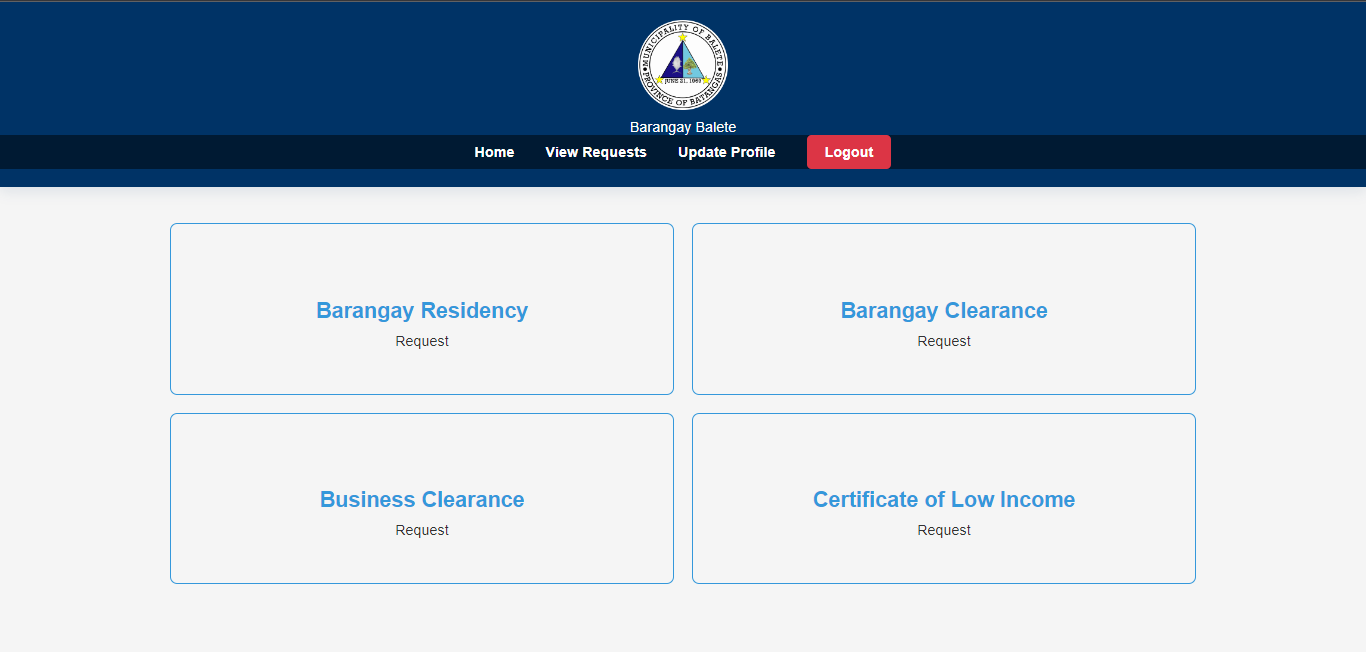 MUNICIPALITY OF BALETE
JUNE 21, 1969
PROVINCE OF BATANGAS
Barangay Balete
Home View Requests Update Profile Logout
Barangay Residency
Request
Barangay Clearance
Request
Business Clearance
Request
Certificate of Low Income
Request